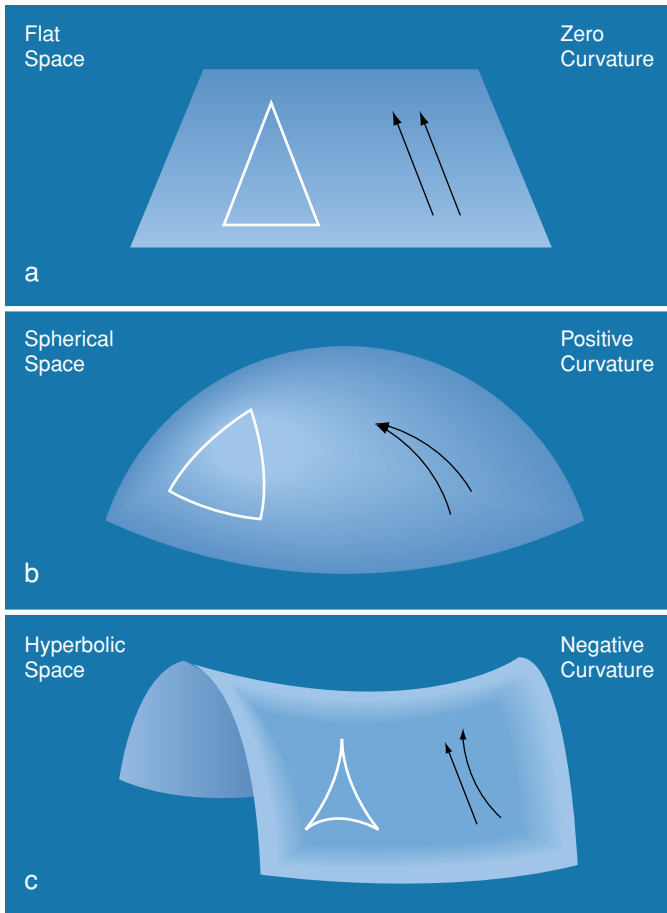 Flat
Space
Zero
Curvature
a
Spherical
Space
Positive
Curvature
b
Hyperbolic
Space
Negative
Curvature
c